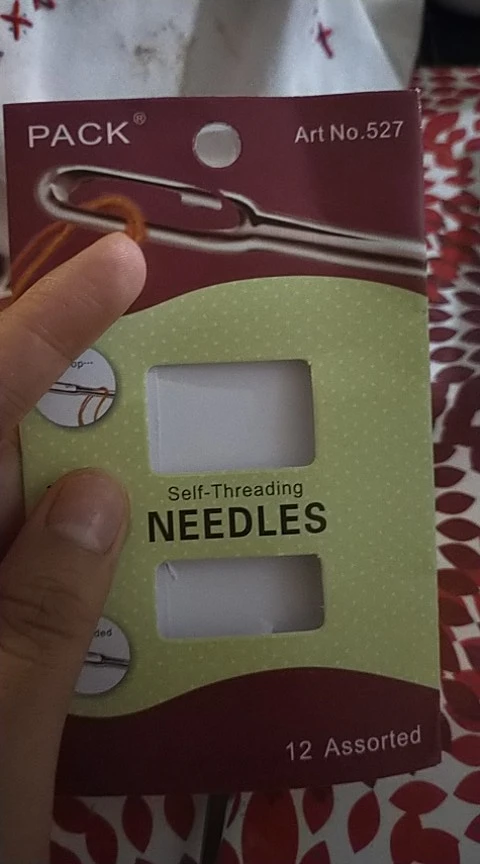 PACK®
Art No.527
Self-Threading
NEEDLES
12 Assorted